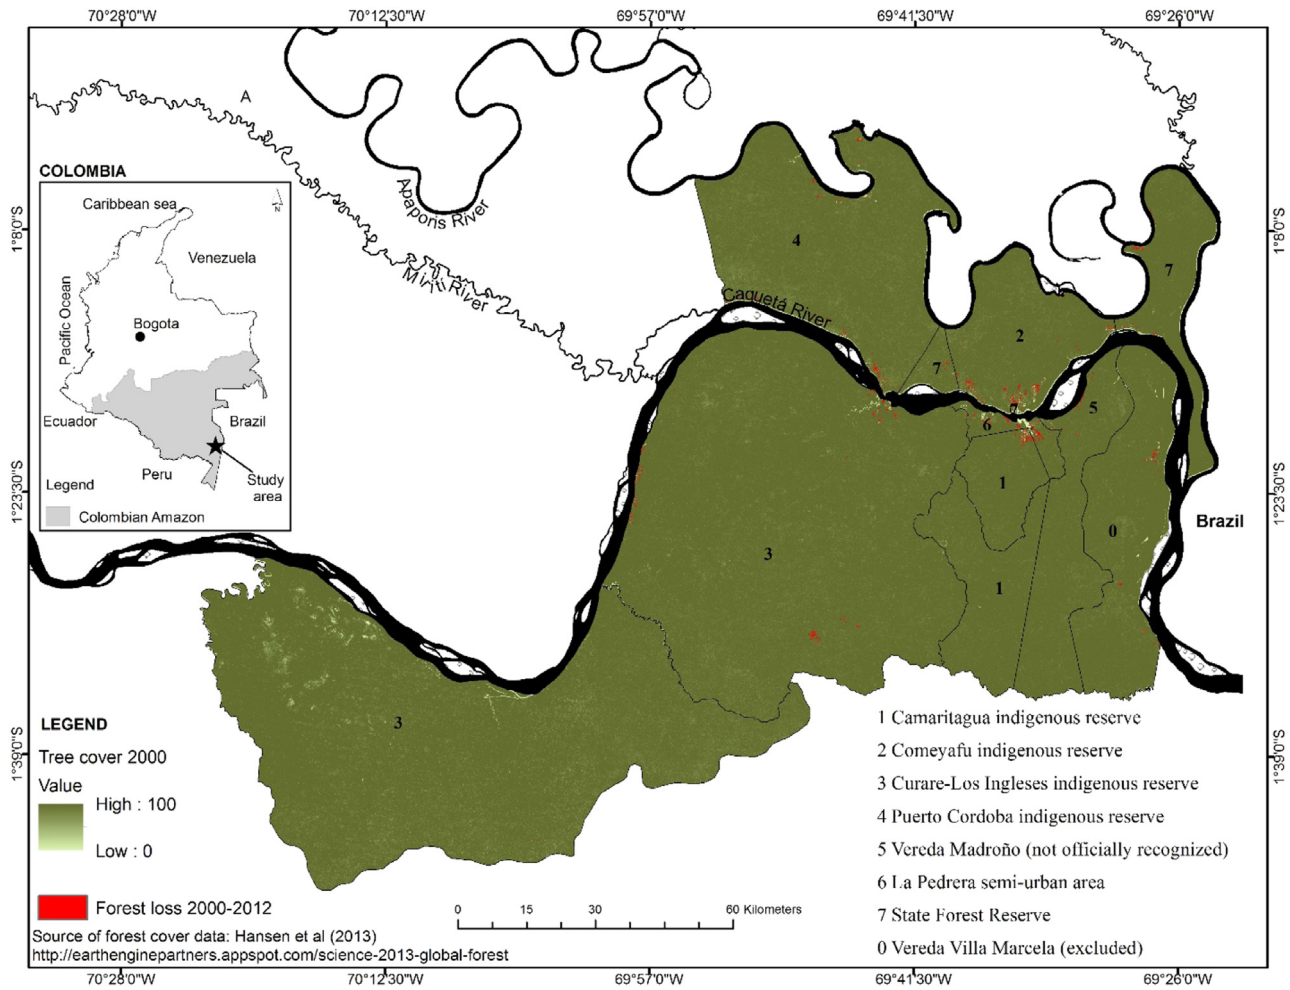 70°28'0"W 70°12'30"W 69°57'0"W 69°41'30"W 69°26'0"W
A
COLOMBIA
N
Caribbean sea
Venezuela
Pacific Ocean
Bogota
Ecuador
Brazil
Peru
Study
area
Legend
Colombian Amazon
1°8'0"S
1°23'30"S
1°39'0"S
Apaporis River
Miriti River
Caquetá River
4
7
2
7
7
5
6
1
0
3
1
3
Brazil
1°8'0"S
1°23'30"S
1°39'0"S
LEGEND
Tree cover 2000
Value
High : 100
Low : 0
Forest loss 2000-2012
Source of forest cover data: Hansen et al (2013)
http://earthenginepartners.appspot.com/science-2013-global-forest
0 15 30 60 Kilometers
1 Camaritagua indigenous reserve
2 Comeyafu indigenous reserve
3 Curare-Los Ingleses indigenous reserve
4 Puerto Cordoba indigenous reserve
5 Vereda Madroño (not officially recognized)
6 La Pedrera semi-urban area
7 State Forest Reserve
0 Vereda Villa Marcela (excluded)
70°28'0"W 70°12'30"W 69°57'0"W 69°41'30"W 69°26'0"W